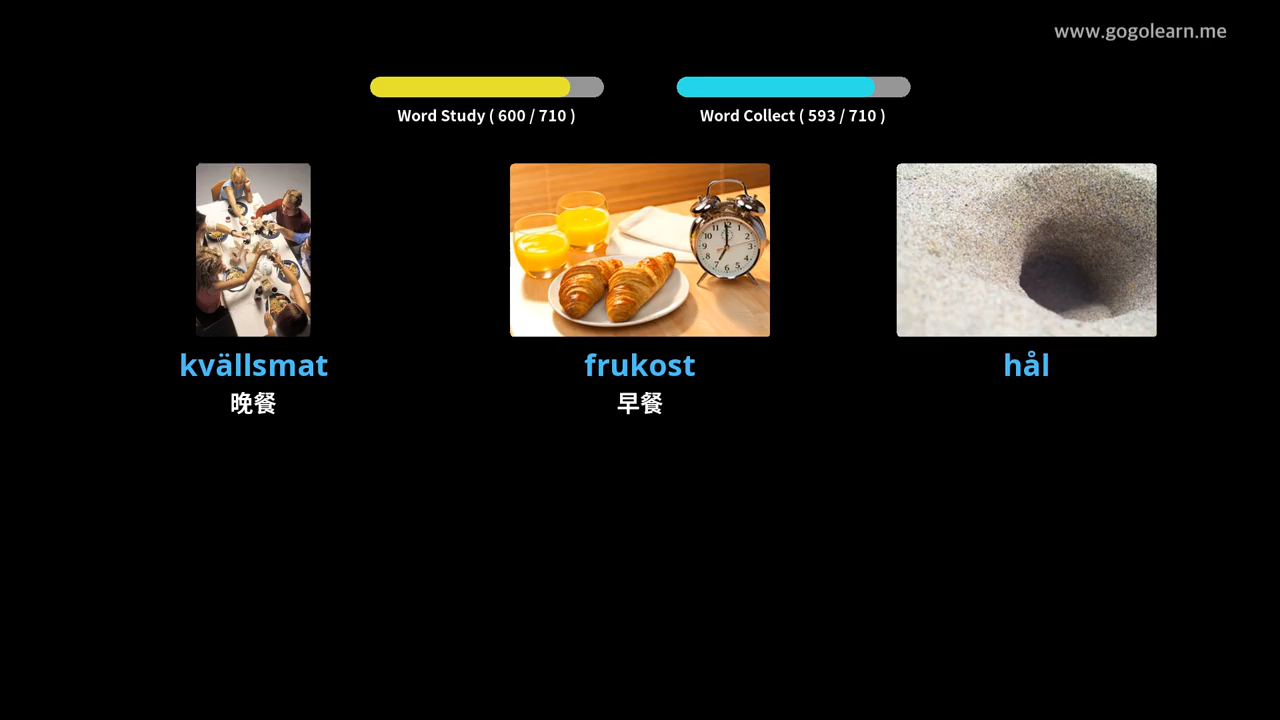 www.gogolearn.me
Word Study ( 600 / 710 )
Word Collect ( 593 / 710 )
kvällsmat
晚餐
frukost
早餐
hål